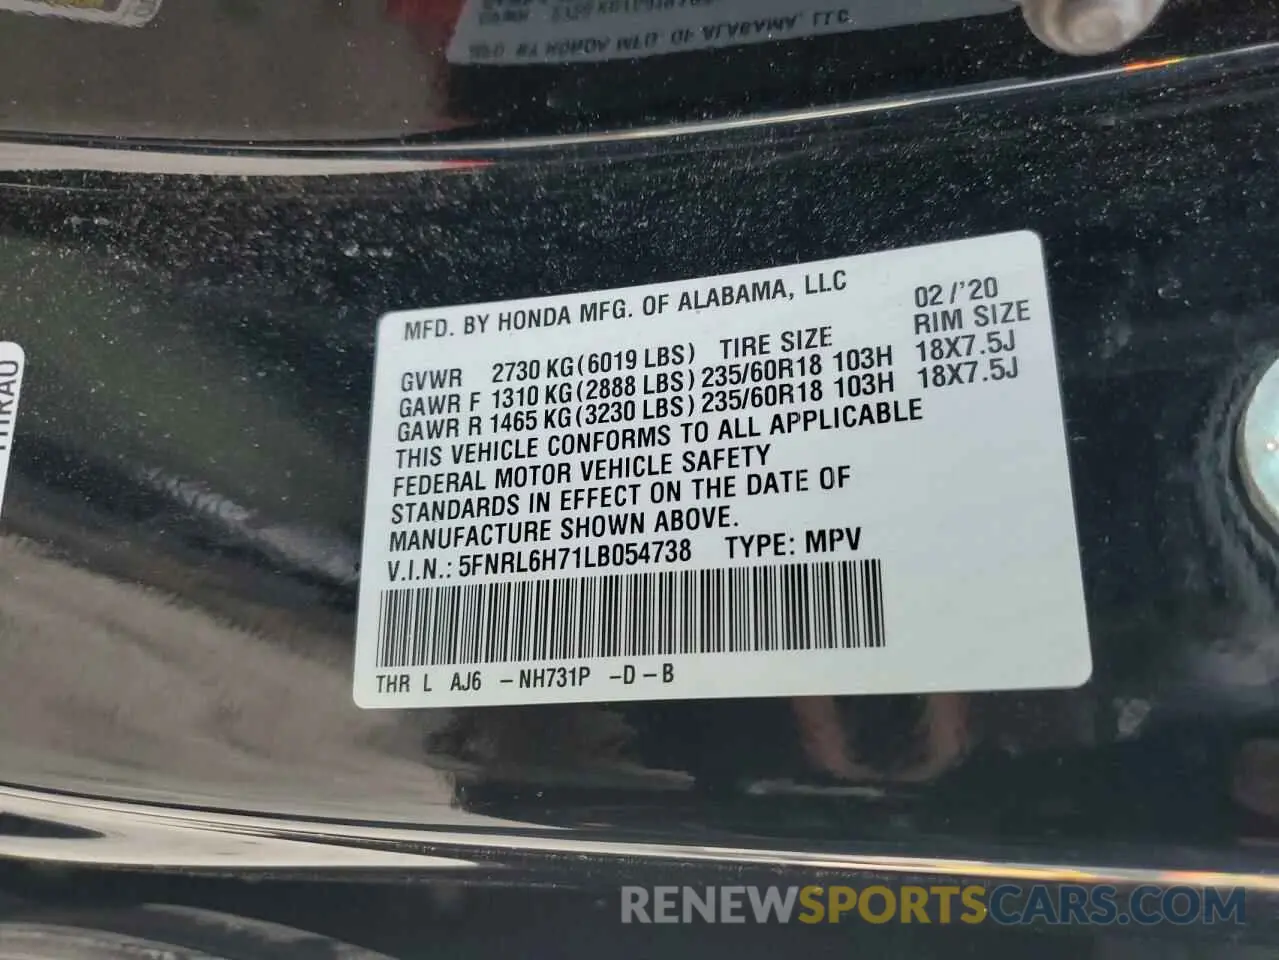 MFD. BY HONDA MFG. OF ALABAMA, LLC
02/'20
GVWR 2730 KG(6019 LBS) TIRE SIZE RIM SIZE
GAWR F 1310 KG(2888 LBS) 235/60R18 103H 18X7.5J
GAWR R 1465 KG(3230 LBS) 235/60R18 103H 18X7.5J
THIS VEHICLE CONFORMS TO ALL APPLICABLE
FEDERAL MOTOR VEHICLE SAFETY
STANDARDS IN EFFECT ON THE DATE OF
MANUFACTURE SHOWN ABOVE.
V.I.N.: 5FNRL6H71LB054738 TYPE: MPV
THR L AJ6 -NH731P -D-B
THRAU
RENEWSPORTSCARS.COM